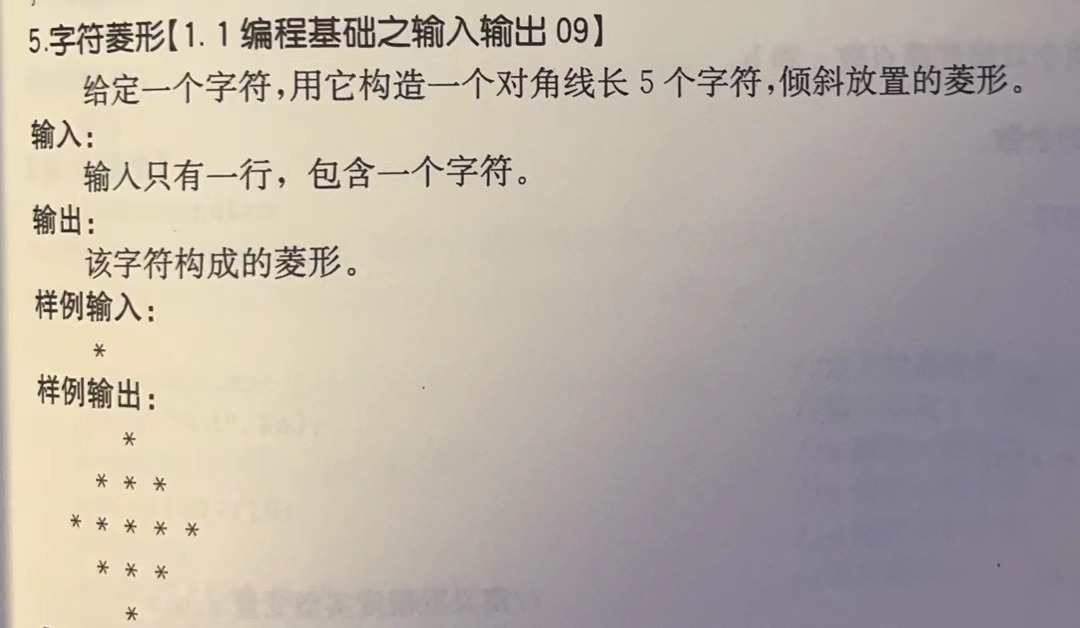 5.字符菱形【1.1编程基础之输入输出09】
给定一个字符,用它构造一个对角线长5个字符,倾斜放置的菱形。
输入:
输入只有一行，包含一个字符。
输出:
该字符构成的菱形。
样例输入:
*
样例输出:
*
* * *
* * * * *
* * *
*